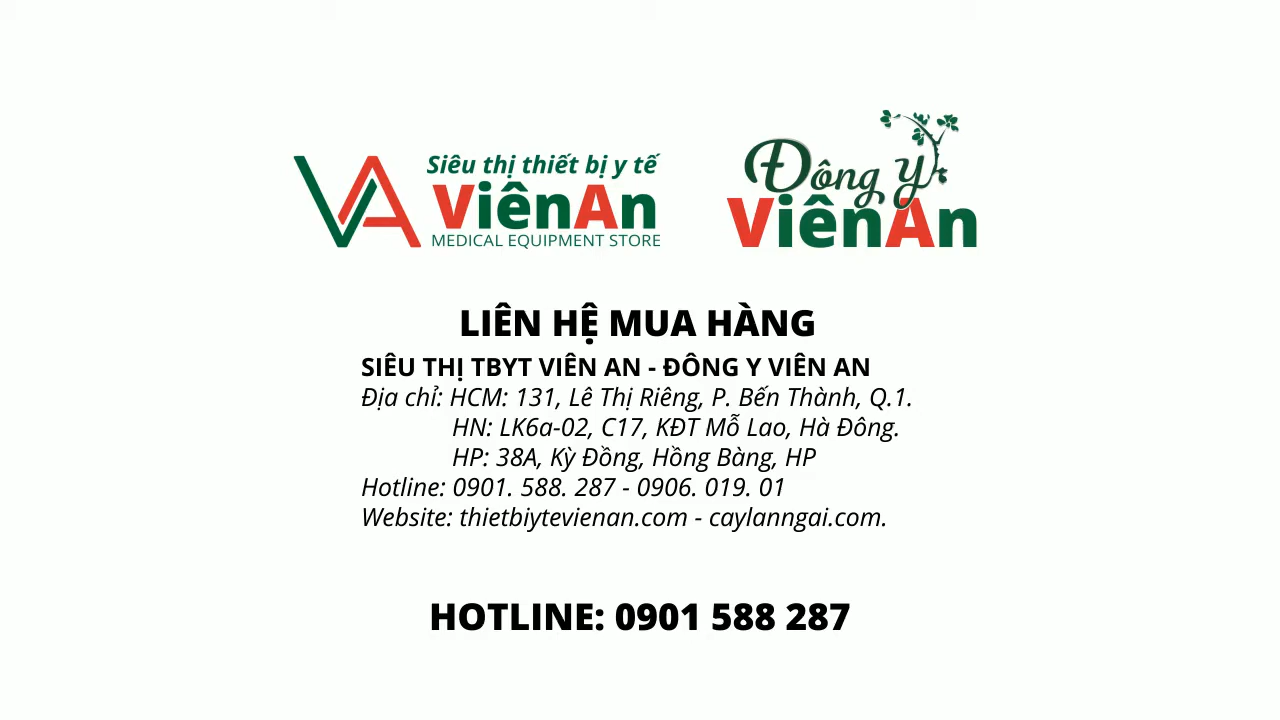 Siêu thị thiết bị y tế
ViênAn
MEDICAL EQUIPMENT STORE
Đông y
ViênAn
LIÊN HỆ MUA HÀNG
SIÊU THỊ TBYT VIÊN AN - ĐÔNG Y VIÊN AN
Địa chỉ: HCM: 131, Lê Thị Riêng, P. Bến Thành, Q.1.
HN: LK6a-02, C17, KĐT Mỗ Lao, Hà Đông.
HP: 38A, Kỳ Đồng, Hồng Bàng, HP
Hotline: 0901. 588. 287 - 0906. 019. 01
Website: thietbiytevienan.com - caylanngai.com.
HOTLINE: 0901 588 287